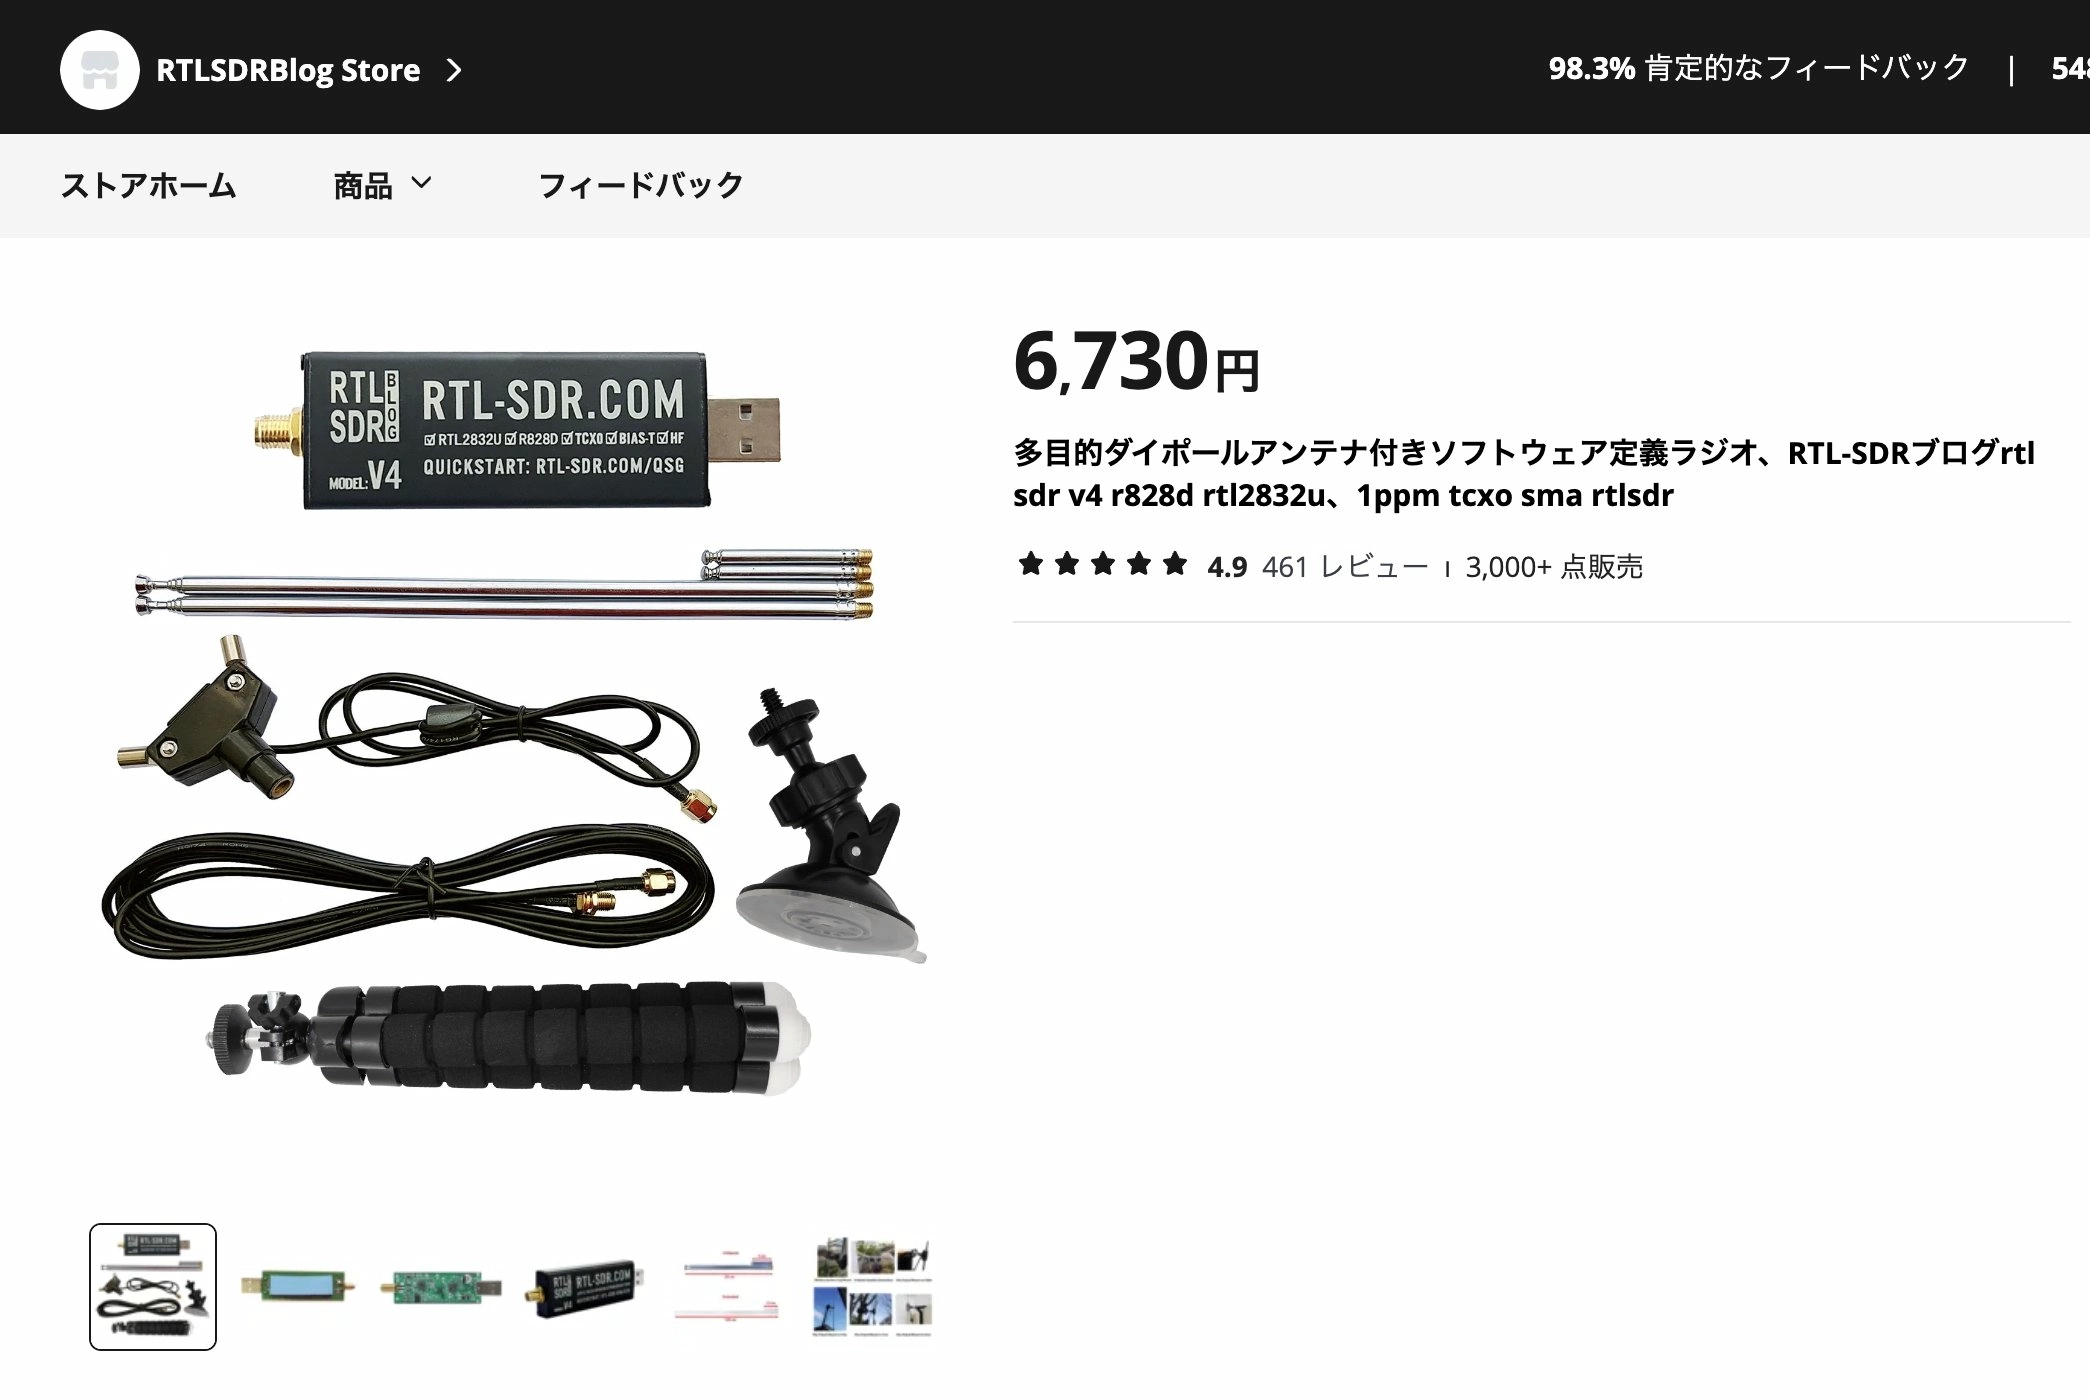 RTLSDRBlog Store
98.3% 肯定的なフィードバック | 548
ストアホーム 商品 フィードバック
RTL
SDR
BLOG
RTL-SDR.COM
RTL2832U R828D TCXO BIAS-T HF
QUICKSTART: RTL-SDR.COM/QSG
MODEL: V4
6,730円
多目的ダイポールアンテナ付きソフトウェア定義ラジオ、RTL-SDRブログrtl
sdr v4 r828d rtl2832u、1ppm tcxo sma rtlsdr
4.9 461 レビュー 3,000+ 点販売